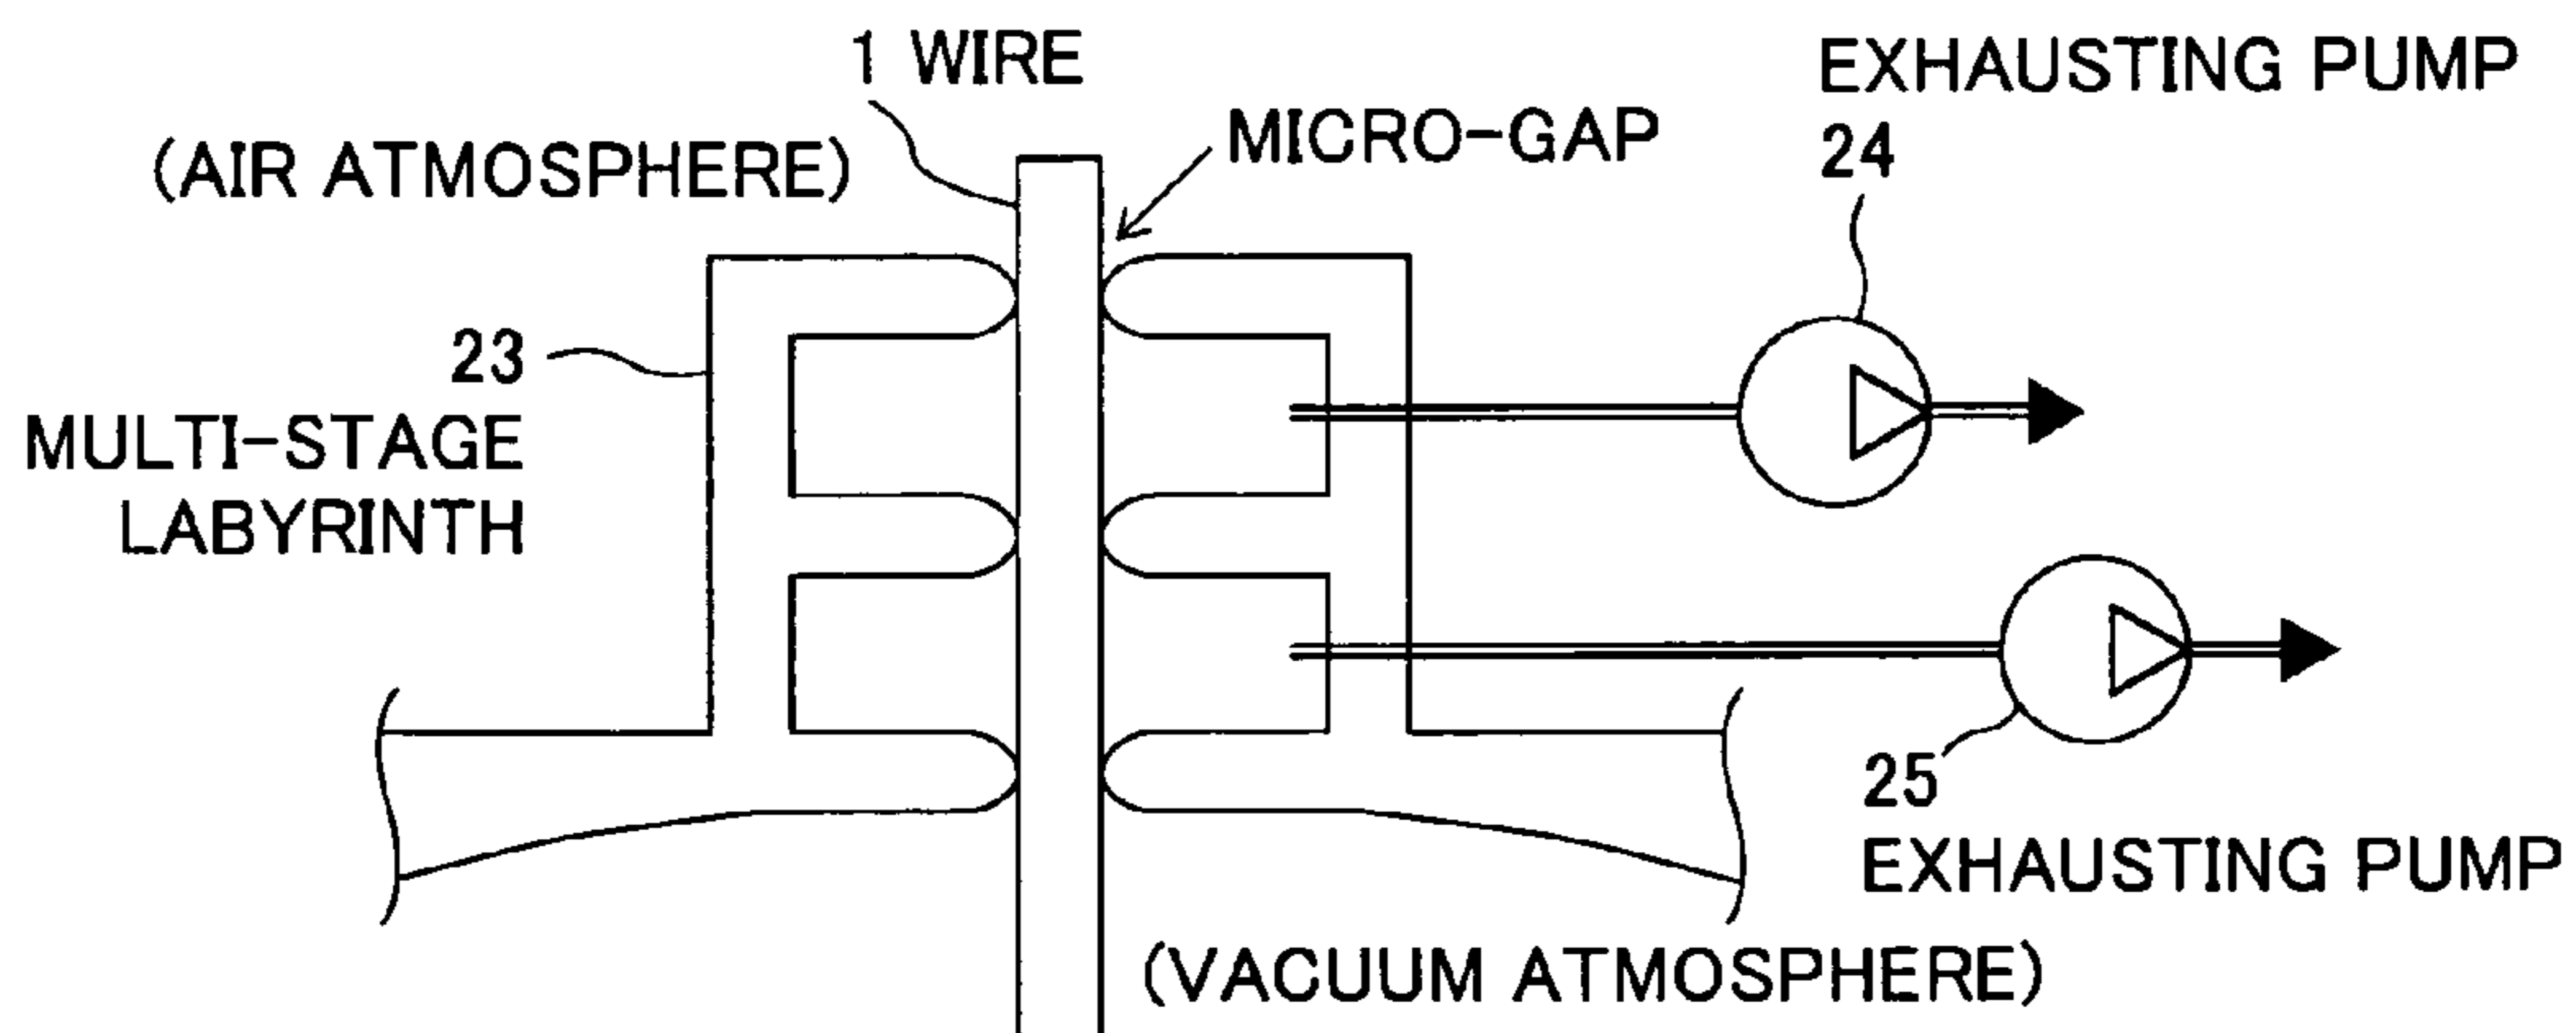 1 WIRE
(AIR ATMOSPHERE)
MICRO-GAP
EXHAUSTING PUMP
24
23
MULTI-STAGE
LABYRINTH
25
EXHAUSTING PUMP
(VACUUM ATMOSPHERE)